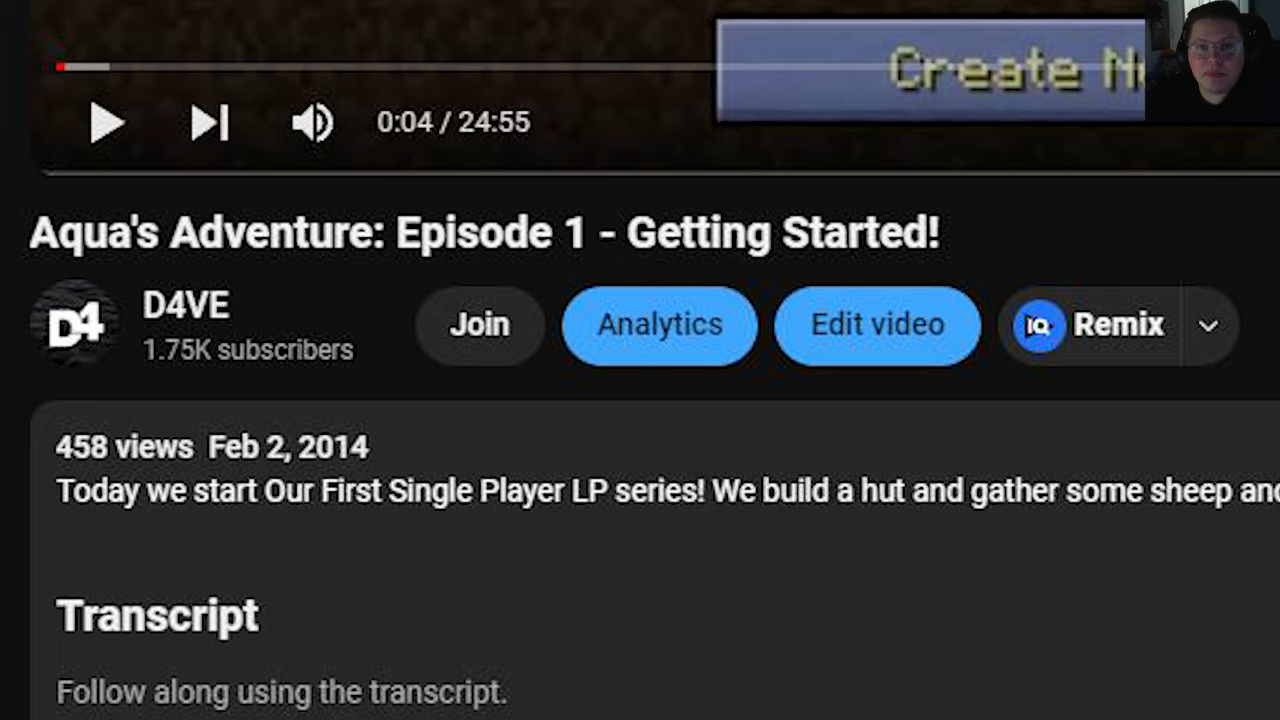 Create
0:04 / 24:55
Aqua's Adventure: Episode 1 - Getting Started!
D4
D4VE
1.75K subscribers
Join
Analytics
Edit video
IQ
Remix
458 views Feb 2, 2014
Today we start Our First Single Player LP series! We build a hut and gather some sheep and
Transcript
Follow along using the transcript.